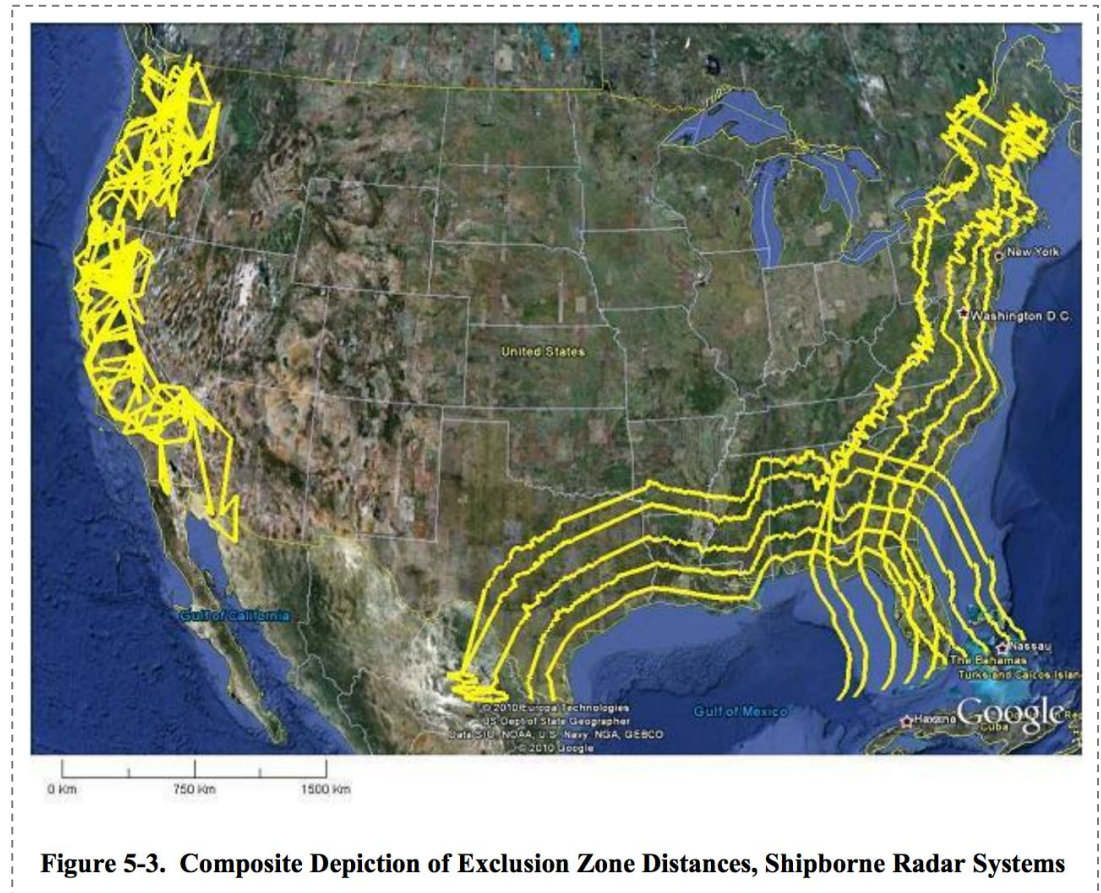 New York
Washington D.C.
United States
Gulf of California
Nassau
The Bahamas
Turks and Caicos Islan
© 2010 Europa Technologies
US Dept of State Geographer
Data SIO, NOAA, U.S. Navy, NGA, GEBCO
© 2010 Google
Gulf of Mexico
Havana
Google
Cuba
0 Km 750 Km 1500 Km
Figure 5-3. Composite Depiction of Exclusion Zone Distances, Shipborne Radar Systems